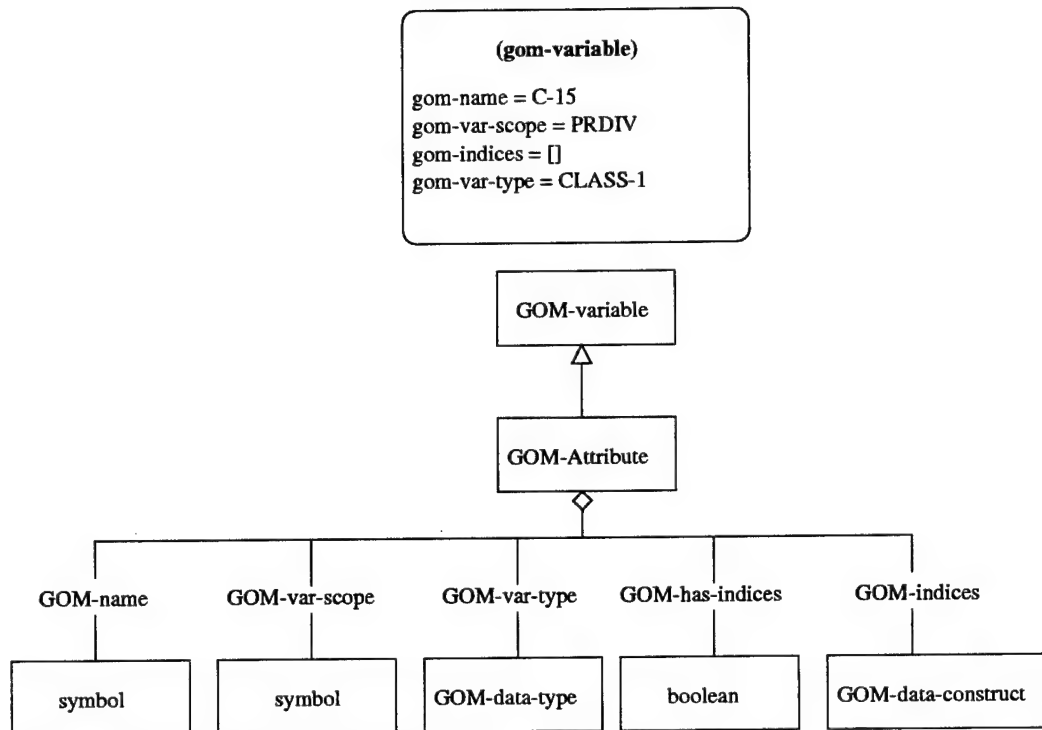 (gom-variable)
gom-name = C-15
gom-var-scope = PRDIV
gom-indices = []
gom-var-type = CLASS-1
GOM-variable
GOM-Attribute
GOM-name GOM-var-scope GOM-var-type GOM-has-indices GOM-indices
symbol symbol GOM-data-type boolean GOM-data-construct